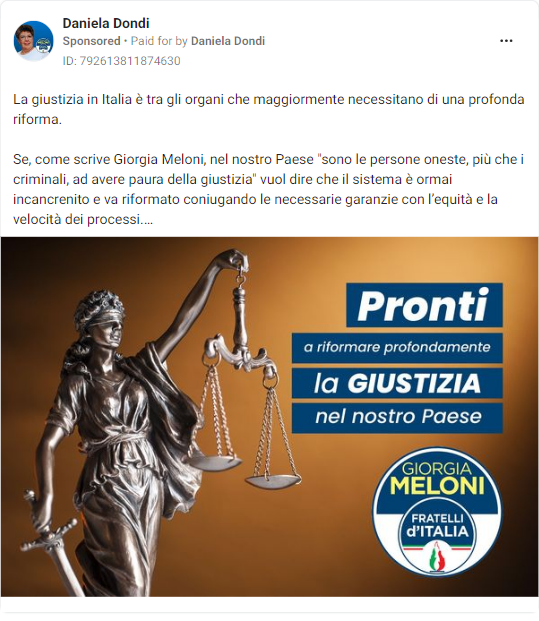 Daniela Dondi
Sponsored • Paid for by Daniela Dondi
ID: 792613811874630
La giustizia in Italia è tra gli organi che maggiormente necessitano di una profonda
riforma.
Se, come scrive Giorgia Meloni, nel nostro Paese "sono le persone oneste, più che i
criminali, ad avere paura della giustizia" vuol dire che il sistema è ormai
incancrenito e va riformato coniugando le necessarie garanzie con l’equità e la
velocità dei processi....
Pronti
a riformare profondamente
la GIUSTIZIA
nel nostro Paese
GIORGIA
MELONI
FRATELLI
d'ITALIA